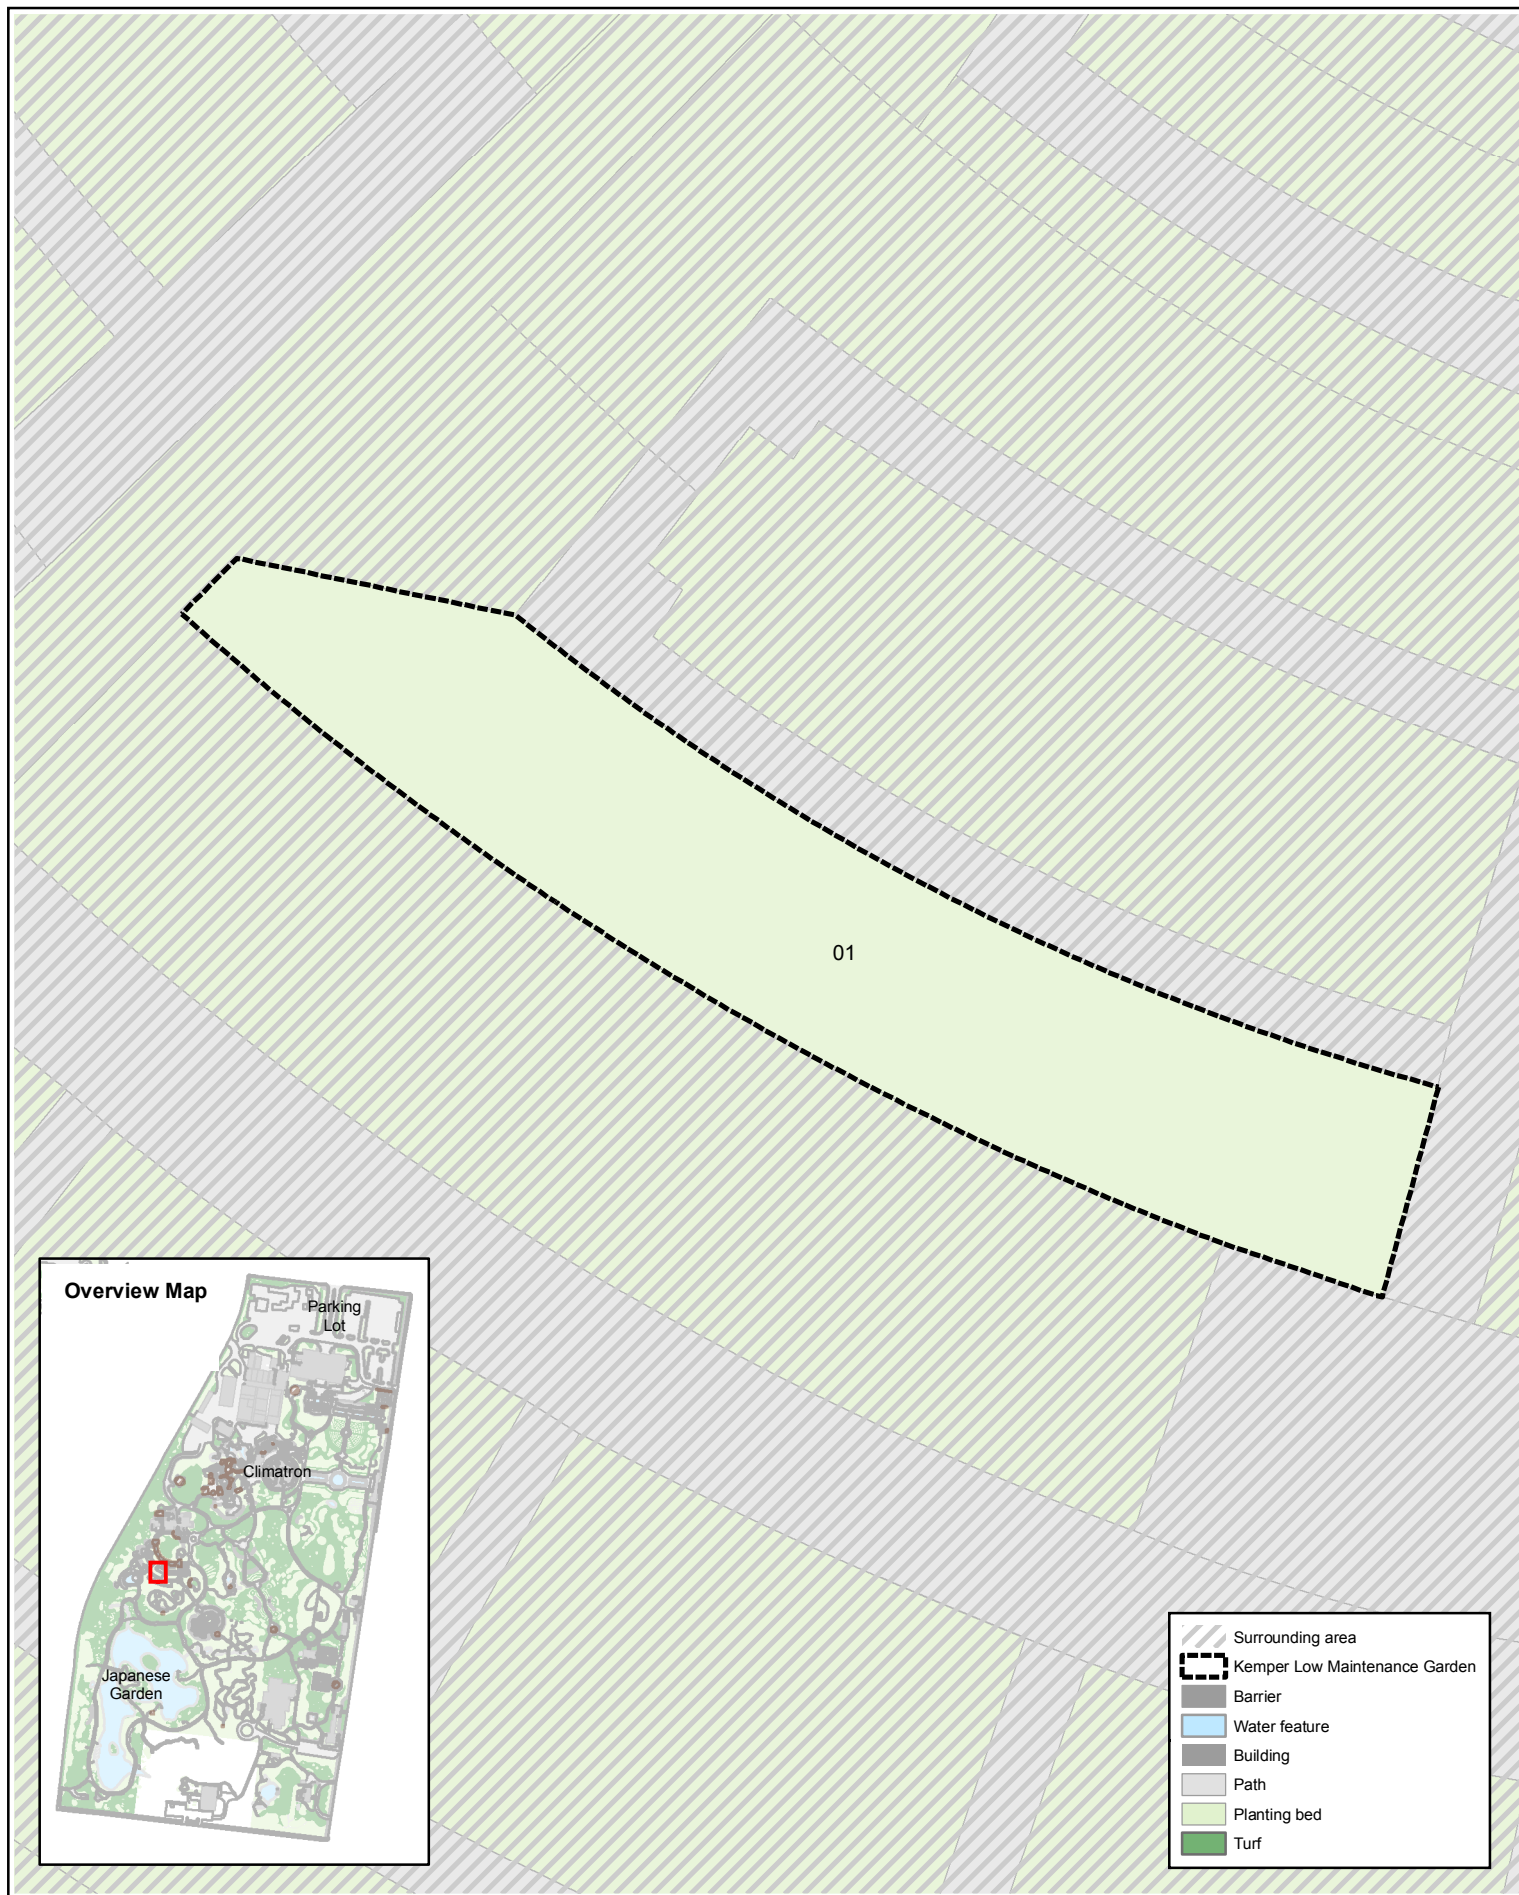 01
Overview Map
Parking
Lot
Climatron
Japanese
Garden
Surrounding area
Kemper Low Maintenance Garden
Barrier
Water feature
Building
Path
Planting bed
Turf